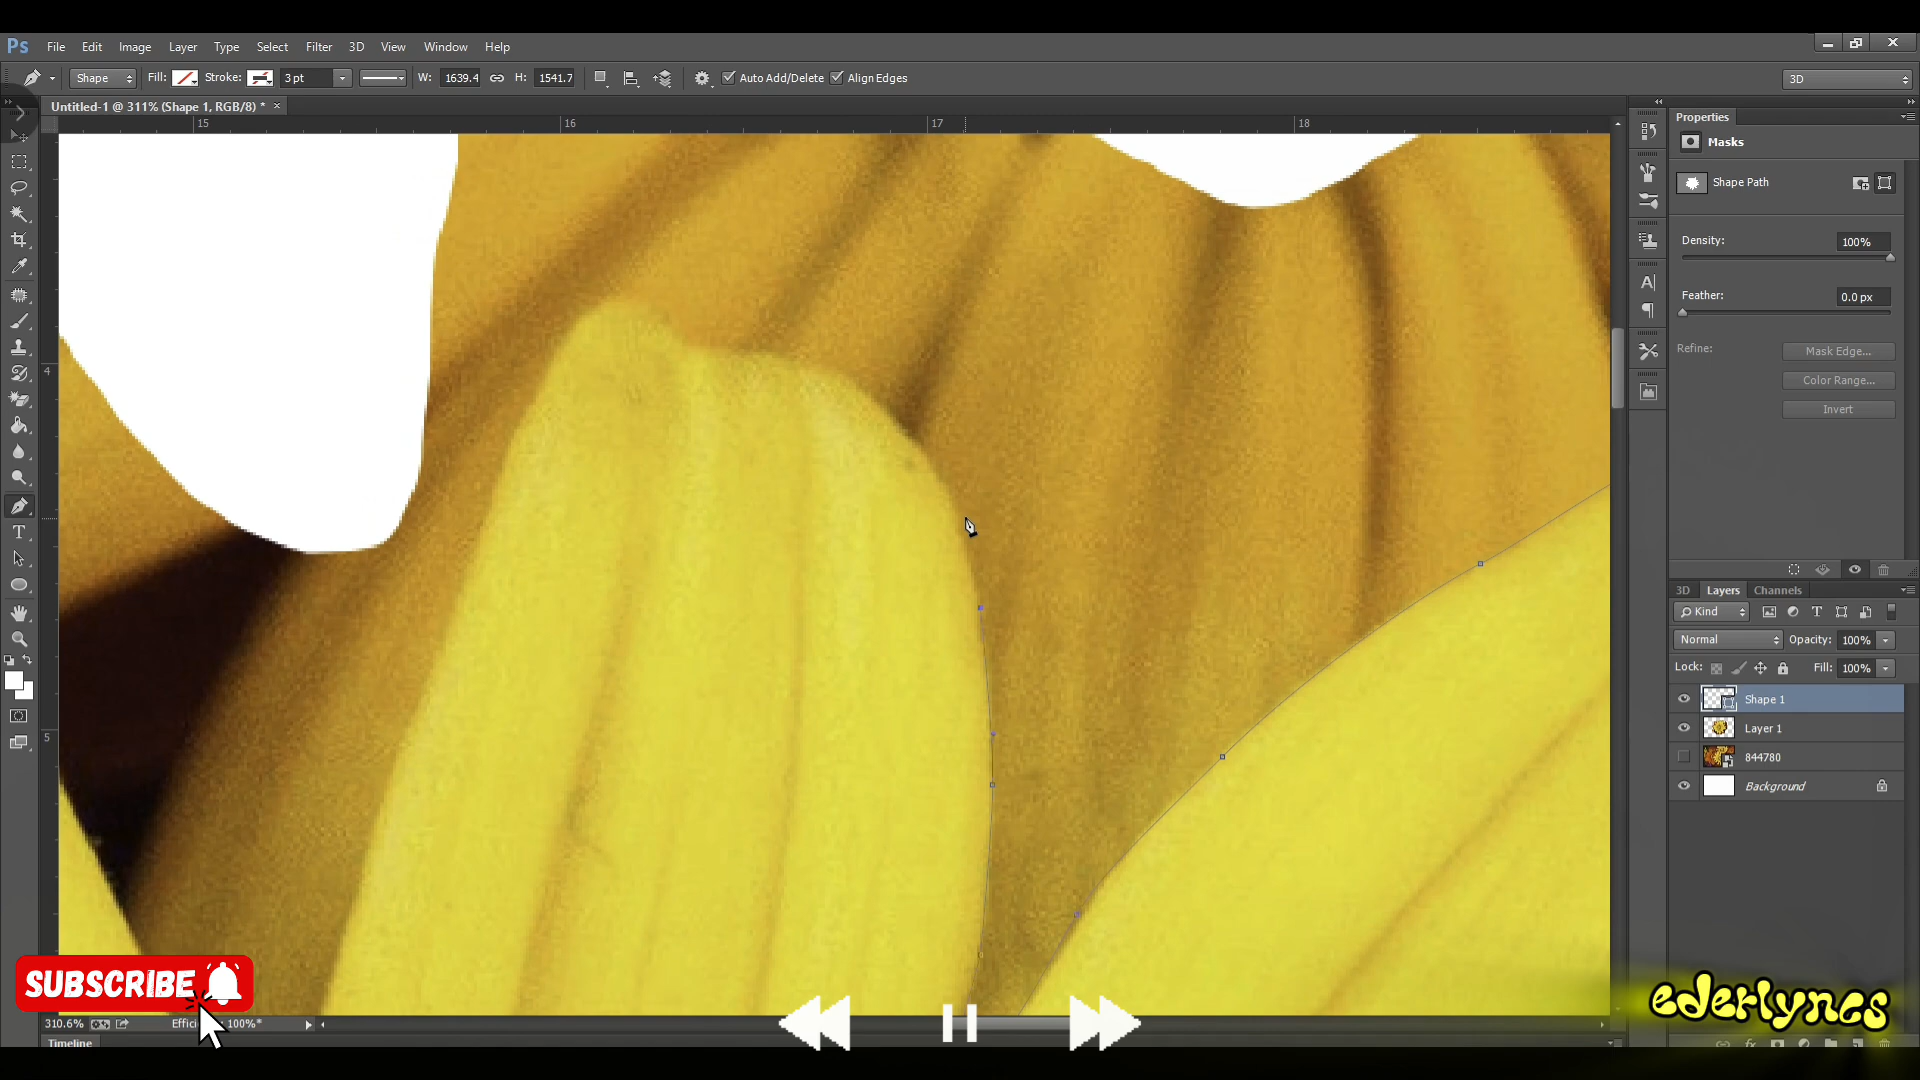 Ps File Edit Image Layer Type Select Filter 3D View Window Help
Shape Fill: Stroke: 3 pt W: 1639.4 H: 1541.7 Auto Add/Delete Align Edges 3D
Untitled-1 @ 311% (Shape 1, RGB/8) * ×
15 16 17 18
4
5
Properties
Masks
Shape Path
Density: 100%
Feather: 0.0 px
Refine: Mask Edge...
Color Range...
Invert
3D Layers Channels
Kind
Normal Opacity: 100%
Lock: Fill: 100%
Shape 1
Layer 1
844780
Background
SUBSCRIBE
ederlynes
310.6% 100%*
Timeline